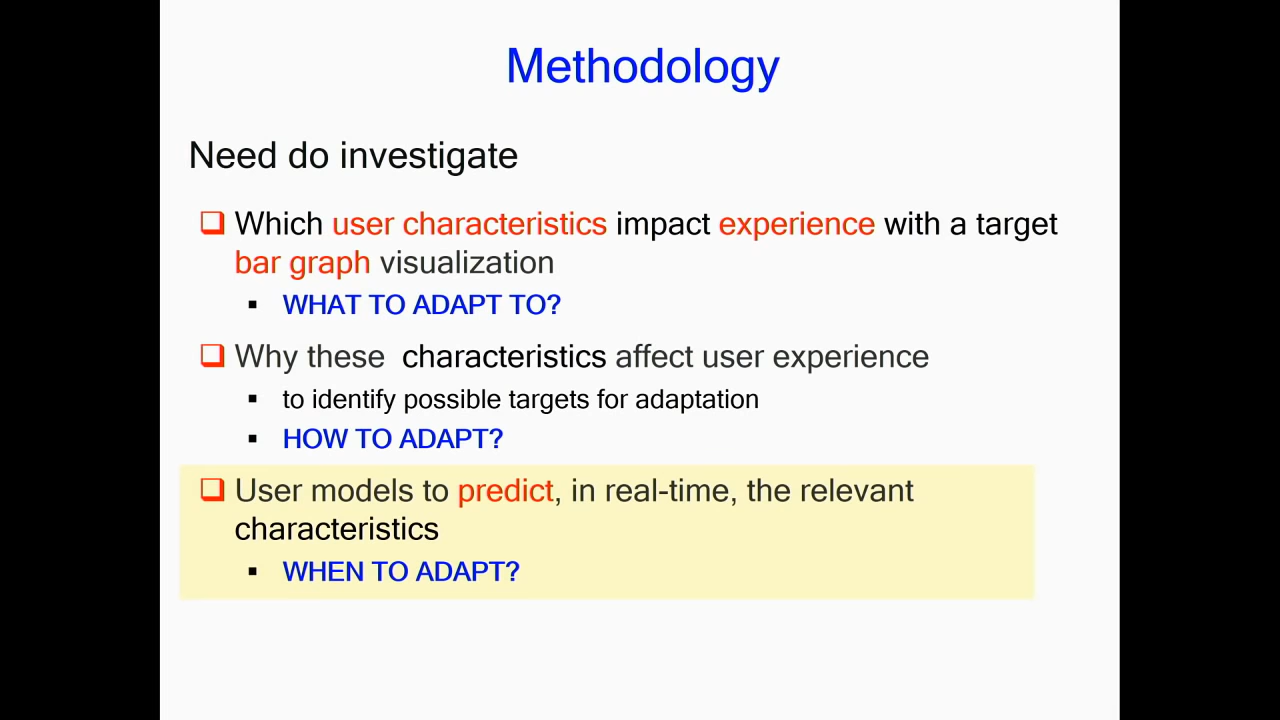 Methodology
Need do investigate
❑ Which user characteristics impact experience with a target
bar graph visualization
▪ WHAT TO ADAPT TO?
❑ Why these characteristics affect user experience
▪ to identify possible targets for adaptation
▪ HOW TO ADAPT?
❑ User models to predict, in real-time, the relevant
characteristics
▪ WHEN TO ADAPT?